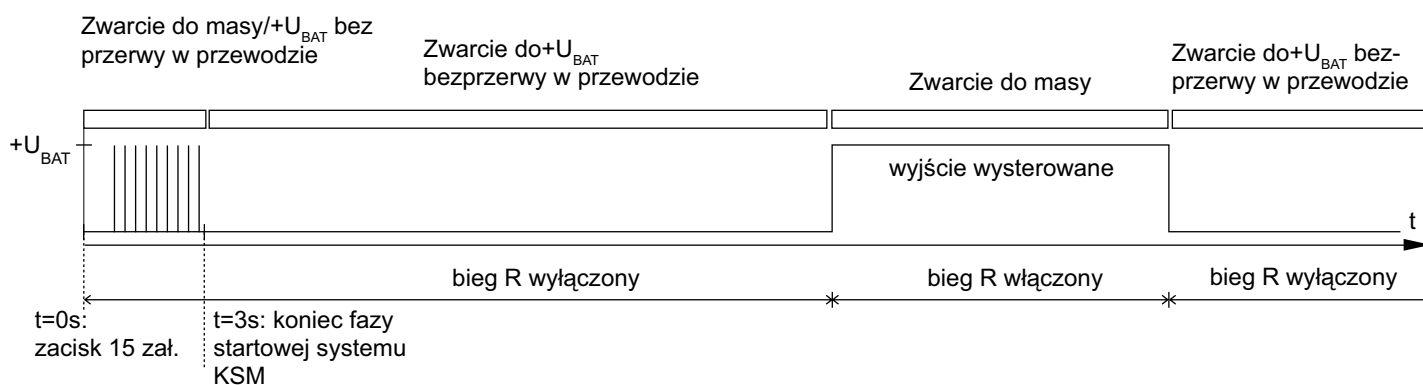 Zwarcie do masy/+U_BAT bez
przerwy w przewodzie
Zwarcie do+U_BAT
bezprzerwy w przewodzie
Zwarcie do masy
Zwarcie do+U_BAT bez-
przerwy w przewodzie
+U_BAT
wyjście wysterowane
t
bieg R wyłączony
bieg R włączony
bieg R wyłączony
t=0s:
zacisk 15 zał.
t=3s: koniec fazy
startowej systemu
KSM